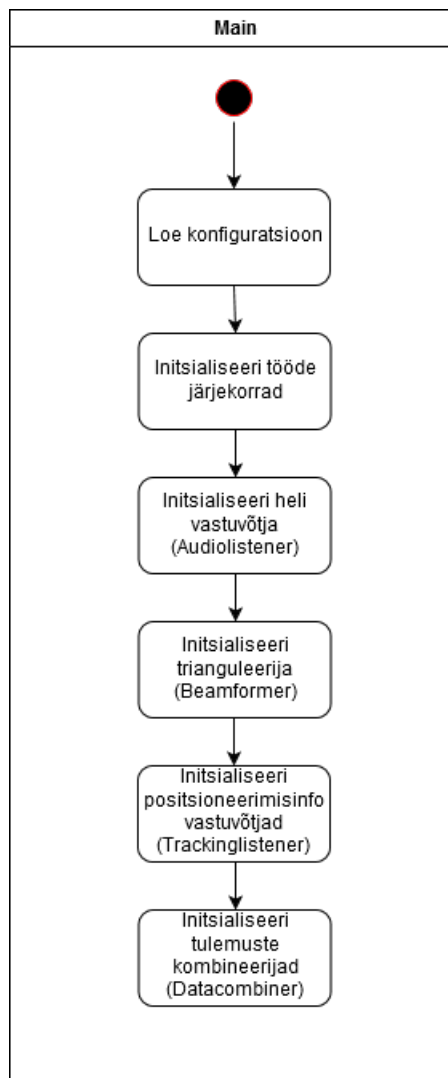 Main
Loe konfiguratsioon
Initsialiseeri tööde
järjekorrad
Initsialiseeri heli
vastuvõtja
(Audiolistener)
Initsialiseeri
trianguleerija
(Beamformer)
Initsialiseeri
positsioneerimisinfo
vastuvõtjad
(Trackinglistener)
Initsialiseeri
tulemuste
kombineerijad
(Datacombiner)